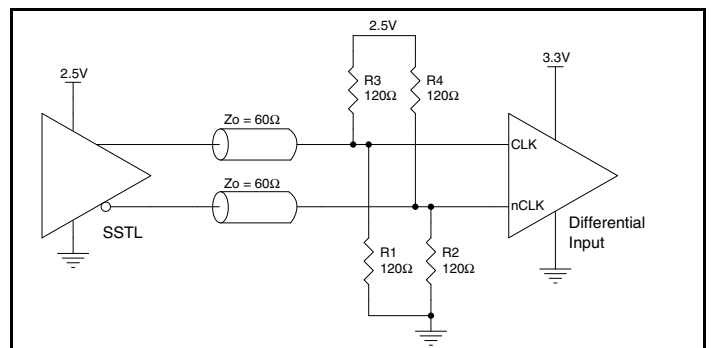 2.5V
2.5V
3.3V
R3
120Ω
R4
120Ω
Zo = 60Ω
CLK
Zo = 60Ω
nCLK
SSTL
Differential
Input
R1
120Ω
R2
120Ω